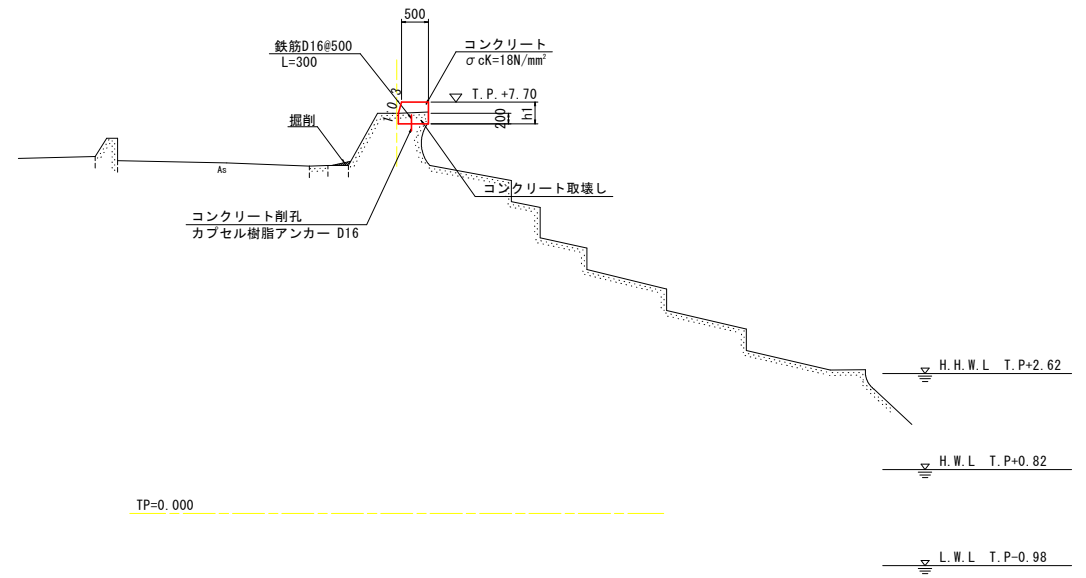 500
鉄筋D16@500
L=300
コンクリート
σcK=18N/mm²
T.P.+7.70
1:0.3
200
h1
掘削
As
コンクリート取壊し
コンクリート削孔
カプセル樹脂アンカー D16
H.H.W.L T.P+2.62
H.W.L T.P+0.82
TP=0.000
L.W.L T.P-0.98